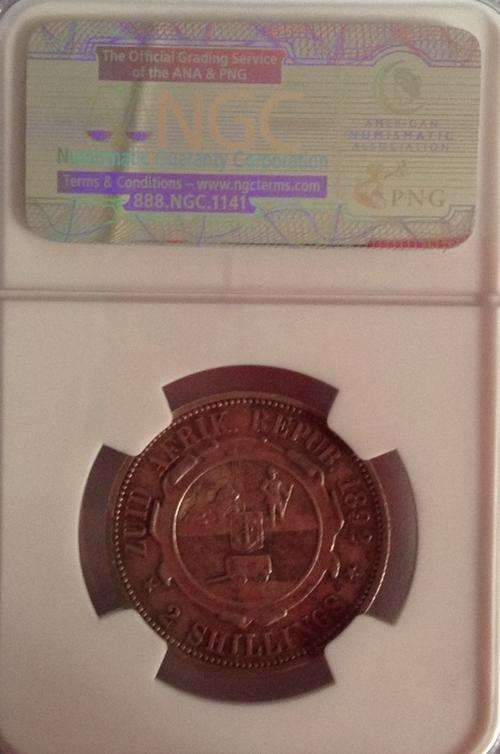 The Official Grading Service
of the ANA & PNG
NGC
Numismatic Guaranty Corporation
Terms & Conditions – www.ngcterms.com
888.NGC.1141
AMERICAN
NUMISMATIC
ASSOCIATION
PNG
ZUID AFRIK. REPUB.
2 SHILLINGS